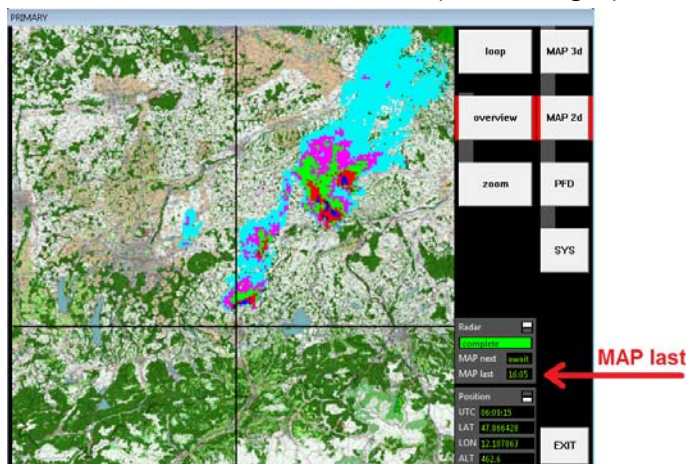 PRIMARY
loop
MAP 3d
overview
MAP 2d
zoom
PFD
SYS
Radar
complete
MAP next await
MAP last 16:05
MAP last
Position
UTC 06:09:15
LAT 47.866428
LON 12.187863
ALT 462.6
EXIT